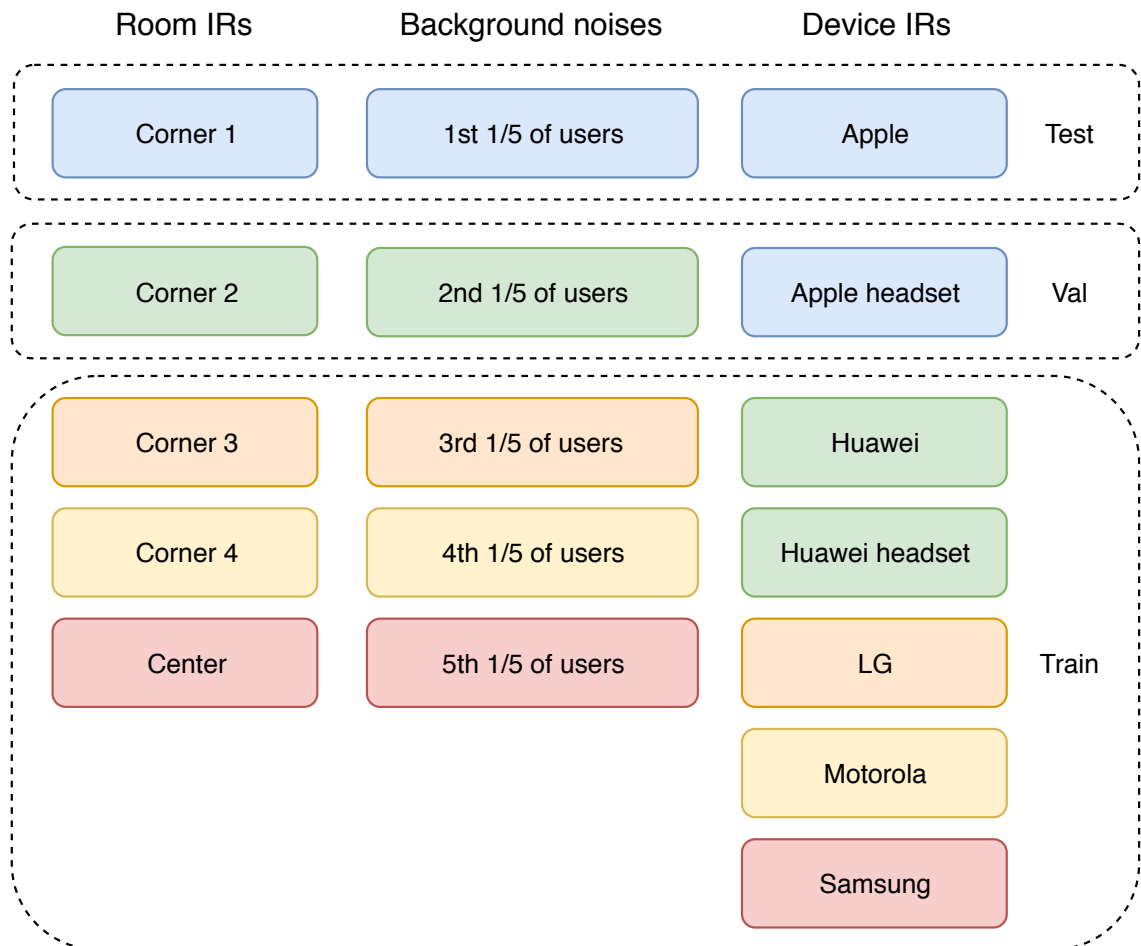 Room IRs
Background noises
Device IRs
Corner 1
1st 1/5 of users
Apple
Test
Corner 2
2nd 1/5 of users
Apple headset
Val
Corner 3
3rd 1/5 of users
Huawei
Corner 4
4th 1/5 of users
Huawei headset
Center
5th 1/5 of users
LG
Train
Motorola
Samsung